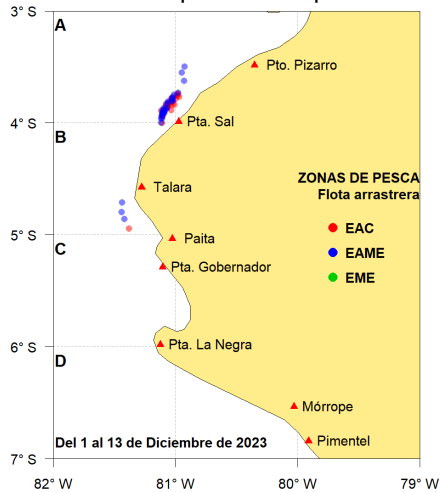 3° S
A
Pto. Pizarro
4° S
Pta. Sal
B
ZONAS DE PESCA
Talara
Flota arrastrera
EAC
5° S
Paita
C
EAME
Pta. Gobernador
EME
6° S
Pta. La Negra
D
Mórrope
Del 1 al 13 de Diciembre de 2023
Pimentel
7° S
82° W
81° W
80° W
79° W